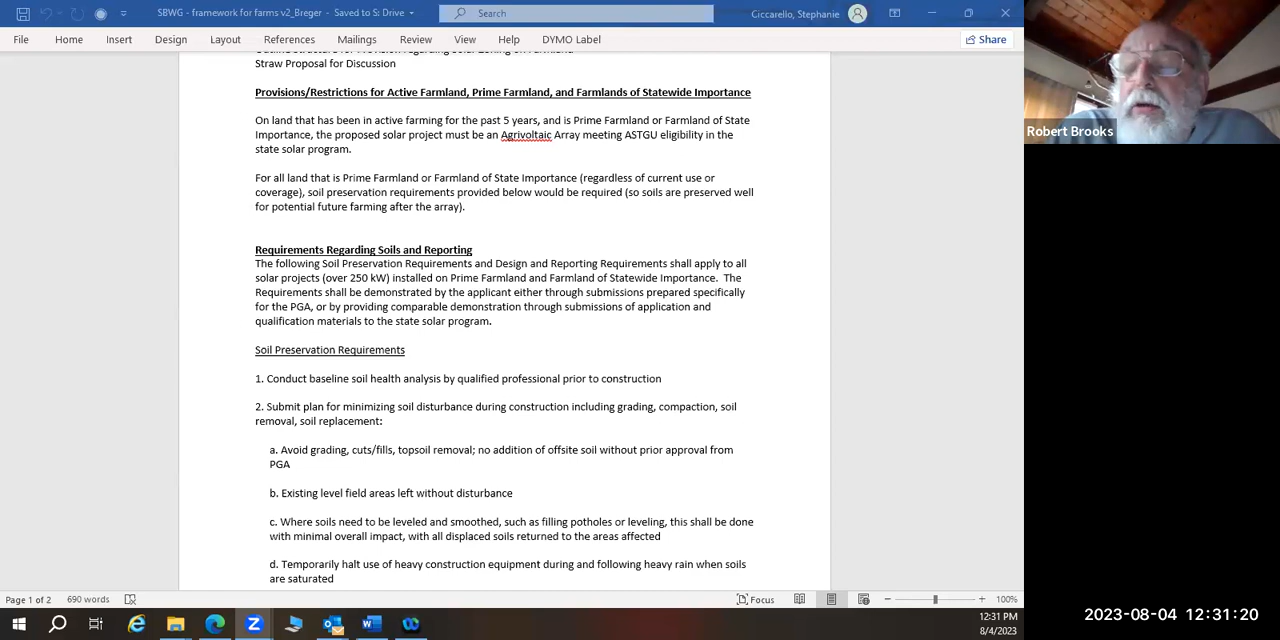 SBWG - framework for farms v2_Breger - Saved to S: Drive
Search
Ciccarello, Stephanie
File Home Insert Design Layout References Mailings Review View Help DYMO Label
Share
Straw Proposal for Discussion
Provisions/Restrictions for Active Farmland, Prime Farmland, and Farmlands of Statewide Importance
On land that has been in active farming for the past 5 years, and is Prime Farmland or Farmland of State
Importance, the proposed solar project must be an Agrivoltaic Array meeting ASTGU eligibility in the
state solar program.
For all land that is Prime Farmland or Farmland of State Importance (regardless of current use or
coverage), soil preservation requirements provided below would be required (so soils are preserved well
for potential future farming after the array).
Requirements Regarding Soils and Reporting
The following Soil Preservation Requirements and Design and Reporting Requirements shall apply to all
solar projects (over 250 kW) installed on Prime Farmland and Farmland of Statewide Importance.  The
Requirements shall be demonstrated by the applicant either through submissions prepared specifically
for the PGA, or by providing comparable demonstration through submissions of application and
qualification materials to the state solar program.
Soil Preservation Requirements
1. Conduct baseline soil health analysis by qualified professional prior to construction
2. Submit plan for minimizing soil disturbance during construction including grading, compaction, soil
removal, soil replacement:
a. Avoid grading, cuts/fills, topsoil removal; no addition of offsite soil without prior approval from
PGA
b. Existing level field areas left without disturbance
c. Where soils need to be leveled and smoothed, such as filling potholes or leveling, this shall be done
with minimal overall impact, with all displaced soils returned to the areas affected
d. Temporarily halt use of heavy construction equipment during and following heavy rain when soils
are saturated
Page 1 of 2 690 words
Focus
100%
12:31 PM
8/4/2023
Robert Brooks
2023-08-04 12:31:20